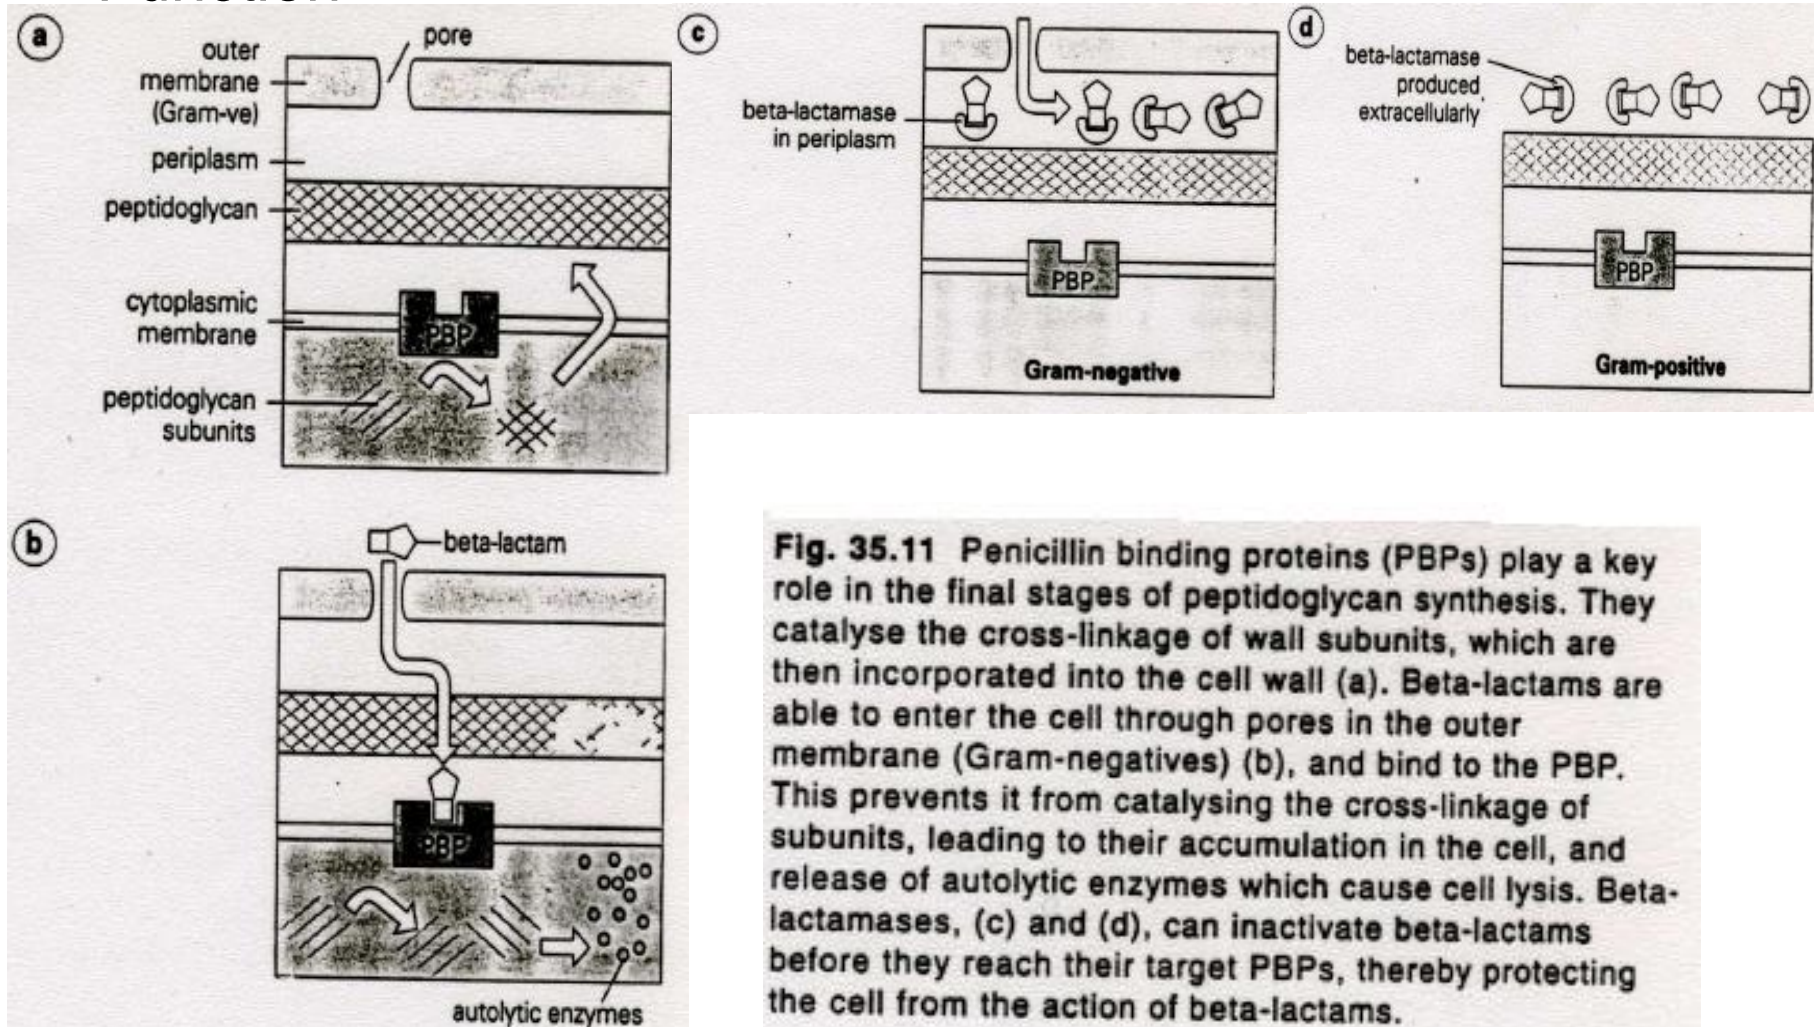 a
outer
membrane
(Gram-ve)
pore
periplasm
peptidoglycan
cytoplasmic
membrane
PBP
peptidoglycan
subunits
b
beta-lactam
PBP
autolytic enzymes
c
beta-lactamase
in periplasm
PBP
Gram-negative
d
beta-lactamase
produced
extracellularly
PBP
Gram-positive
Fig. 35.11 Penicillin binding proteins (PBPs) play a key
role in the final stages of peptidoglycan synthesis. They
catalyse the cross-linkage of wall subunits, which are
then incorporated into the cell wall (a). Beta-lactams are
able to enter the cell through pores in the outer
membrane (Gram-negatives) (b), and bind to the PBP.
This prevents it from catalysing the cross-linkage of
subunits, leading to their accumulation in the cell, and
release of autolytic enzymes which cause cell lysis. Beta-
lactamases, (c) and (d), can inactivate beta-lactams
before they reach their target PBPs, thereby protecting
the cell from the action of beta-lactams.